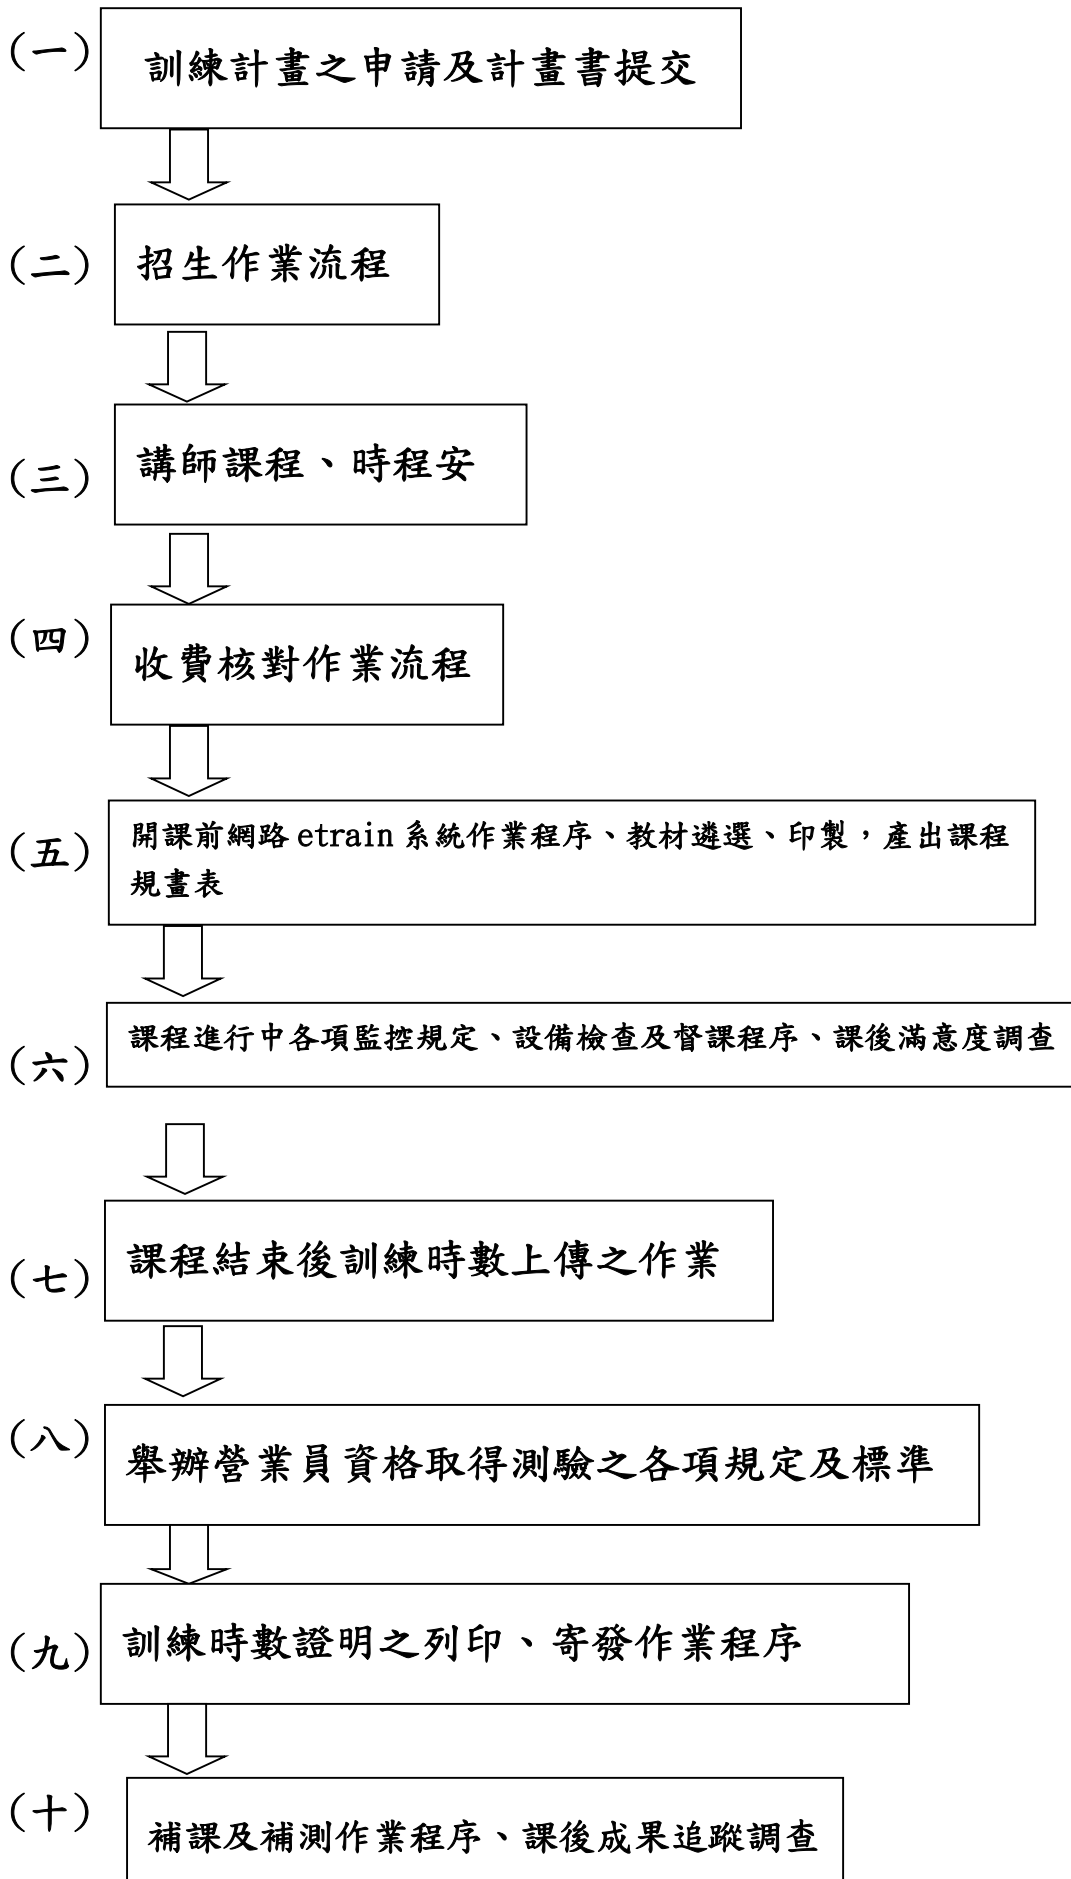 （一）
訓練計畫之申請及計畫書提交
（二）
招生作業流程
（三）
講師課程、時程安
（四）
收費核對作業流程
（五）
開課前網路 etrain 系統作業程序、教材遴選、印製，產出課程
規畫表
（六）
課程進行中各項監控規定、設備檢查及督課程序、課後滿意度調查
（七）
課程結束後訓練時數上傳之作業
（八）
舉辦營業員資格取得測驗之各項規定及標準
（九）
訓練時數證明之列印、寄發作業程序
（十）
補課及補測作業程序、課後成果追蹤調查